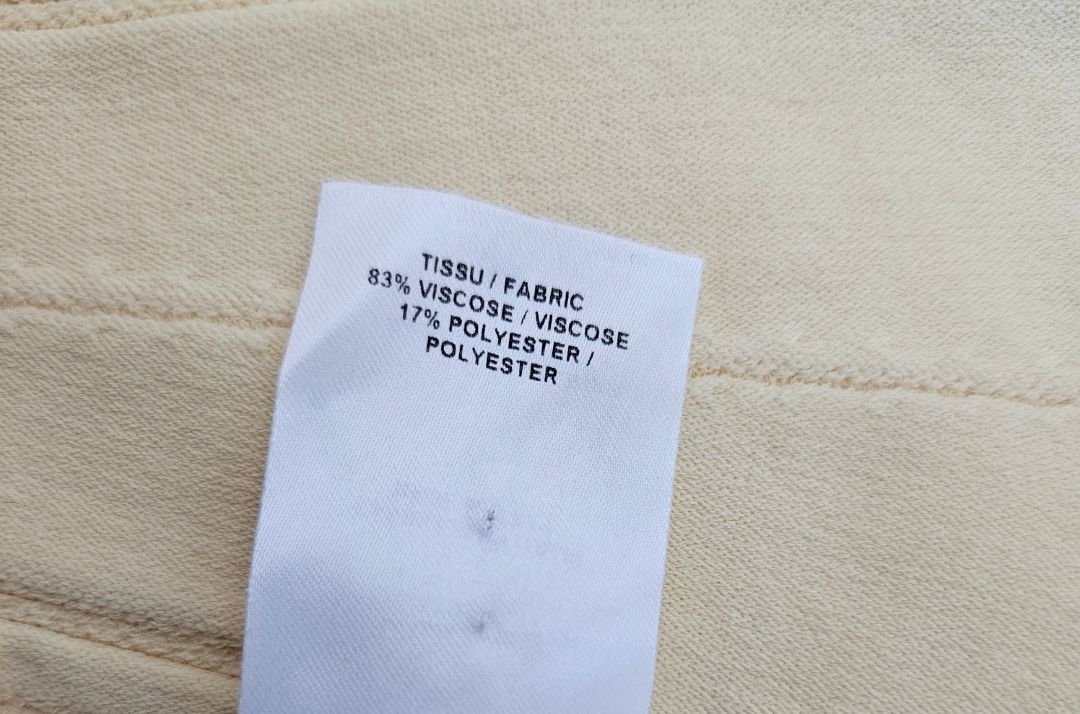 TISSU / FABRIC
83% VISCOSE / VISCOSE
17% POLYESTER /
POLYESTER